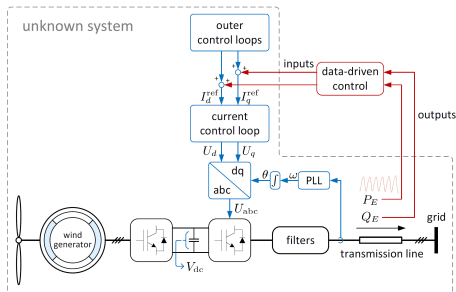 unknown system
outer
control loops
inputs
data-driven
control
I_d^ref
I_q^ref
current
control loop
outputs
U_d
U_q
dq
abc
θ
∫
ω
PLL
P_E
Q_E
U_abc
grid
wind
generator
filters
transmission line
V_dc